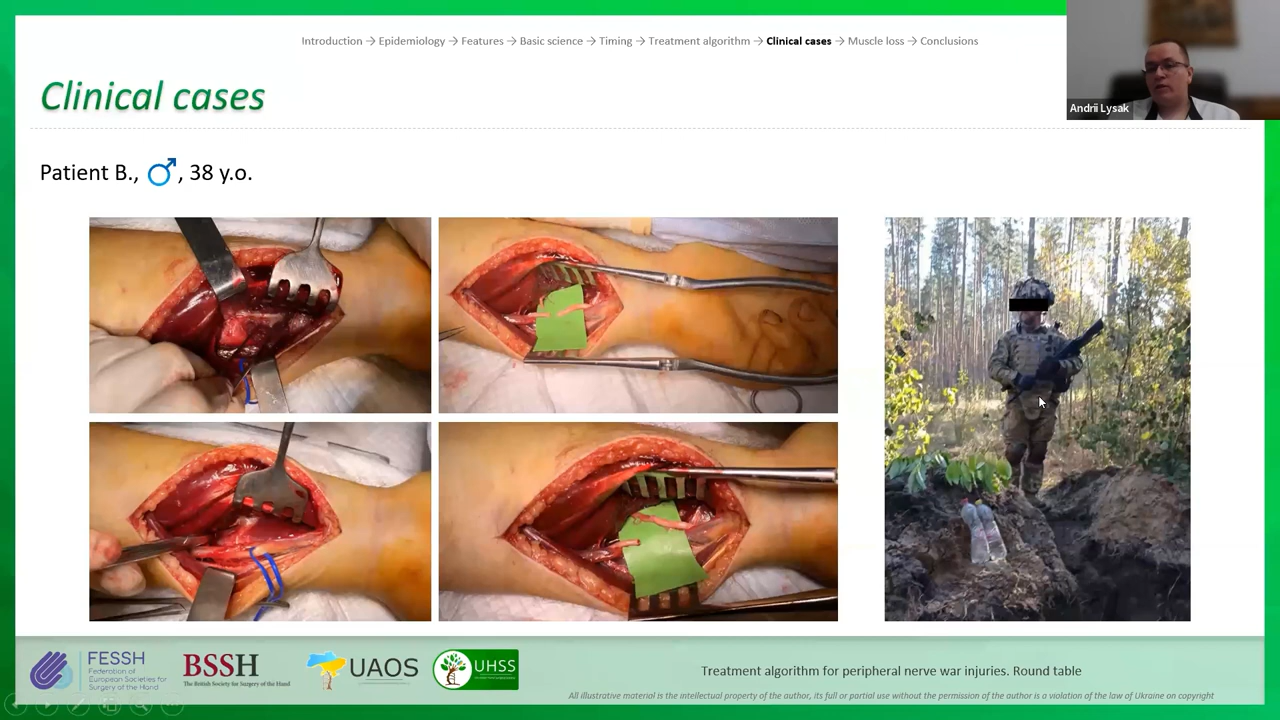 Introduction → Epidemiology → Features → Basic science → Timing → Treatment algorithm → Clinical cases → Muscle loss → Conclusions
Andrii Lysak
Clinical cases
Patient B., ♂, 38 y.o.
FESSH
Federation of
European Societies for
Surgery of the Hand
BSSH
The British Society for Surgery of the Hand
UAOS
UHSS
Treatment algorithm for peripheral nerve war injuries. Round table
All illustrative material is the intellectual property of the author, its full or partial use without the permission of the author is a violation of the law of Ukraine on copyright